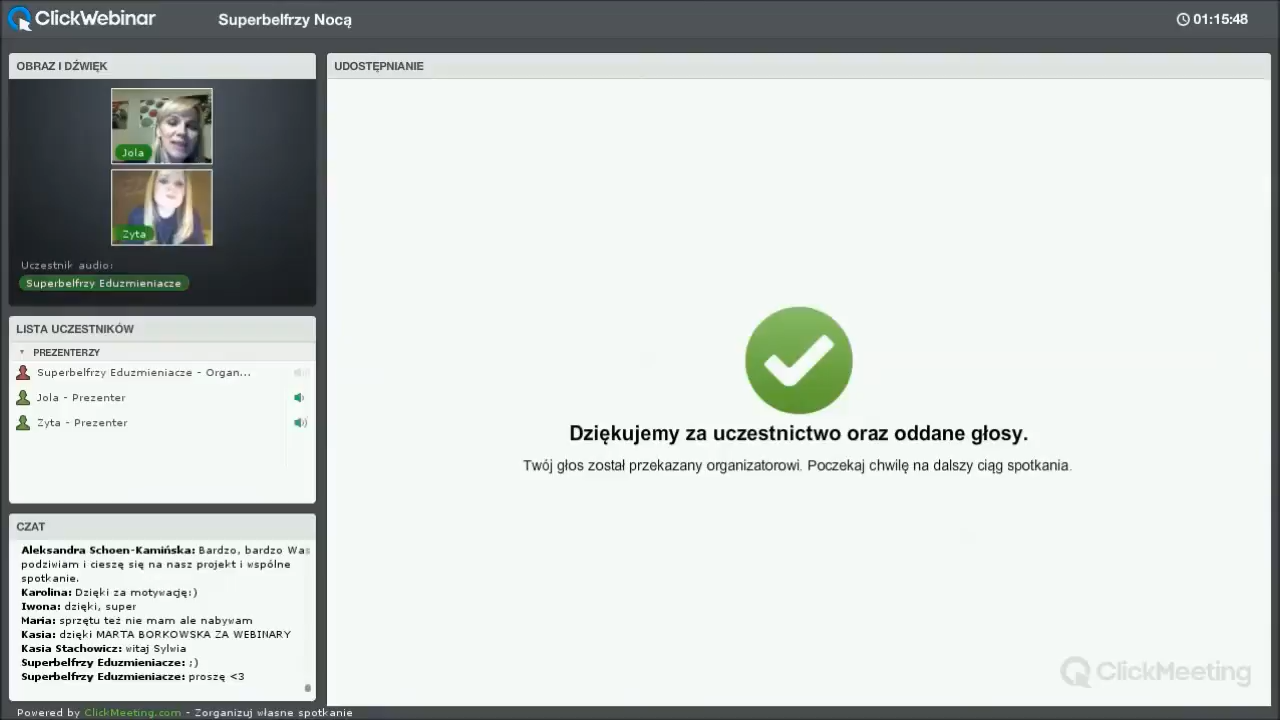 ClickWebinar
Superbelfrzy Nocą
01:15:48
OBRAZ I DŹWIĘK
Jola
Zyta
Uczestnik audio:
Superbelfrzy Eduzmieniacze
LISTA UCZESTNIKÓW
PREZENTERZY
Superbelfrzy Eduzmieniacze - Organ...
Jola - Prezenter
Zyta - Prezenter
CZAT
Aleksandra Schoen-Kamińska: Bardzo, bardzo Was
podziwiam i cieszę się na nasz projekt i wspólne
spotkanie.
Karolina: Dzięki za motywację:)
Iwona: dzięki, super
Maria: sprzętu też nie mam ale nabywam
Kasia: dzięki MARTA BORKOWSKA ZA WEBINARY
Kasia Stachowicz: witaj Sylwia
Superbelfrzy Eduzmieniacze: ;)
Superbelfrzy Eduzmieniacze: proszę <3
UDOSTĘPNIANIE
Dziękujemy za uczestnictwo oraz oddane głosy.
Twój głos został przekazany organizatorowi. Poczekaj chwilę na dalszy ciąg spotkania.
ClickMeeting
Powered by ClickMeeting.com - Zorganizuj własne spotkanie